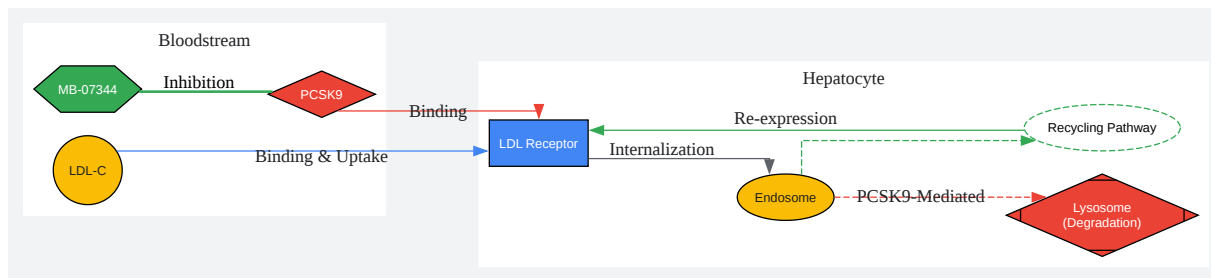 Bloodstream
MB-07344
Inhibition
PCSK9
Binding
LDL-C
Binding & Uptake
Hepatocyte
LDL Receptor
Re-expression
Recycling Pathway
Internalization
Endosome
PCSK9-Mediated
Lysosome
(Degradation)